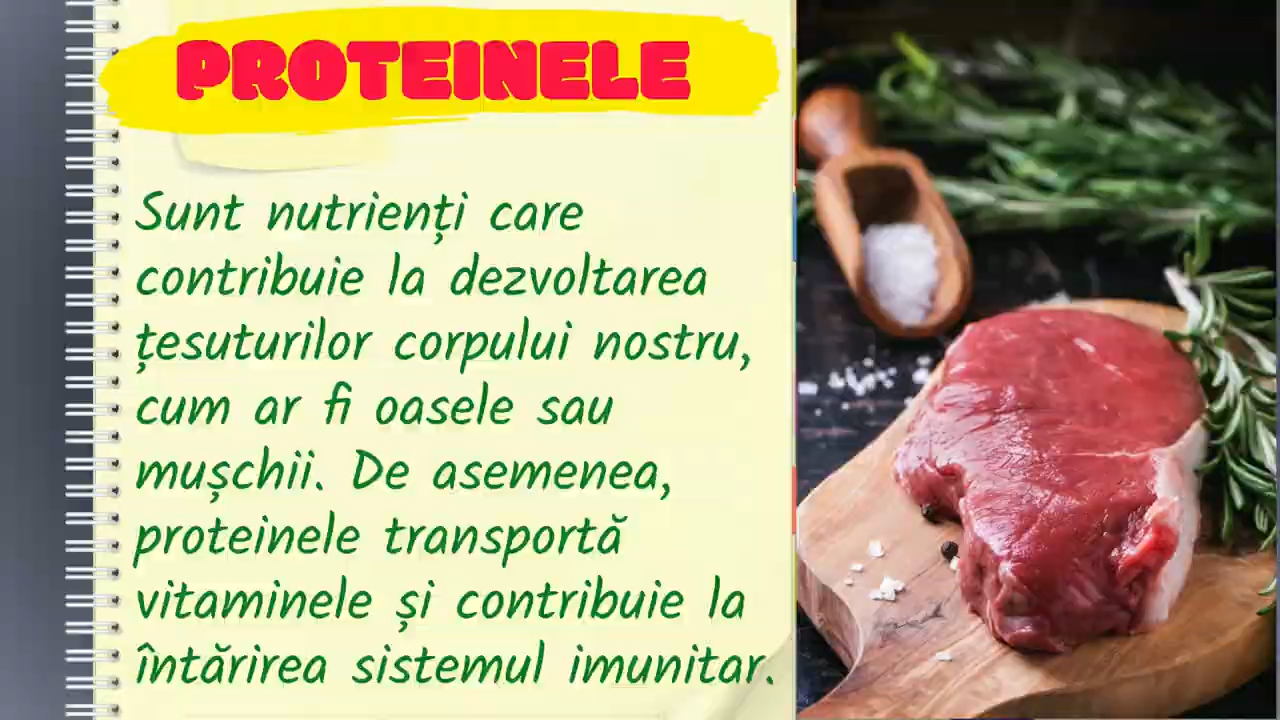 PROTEINELE
Sunt nutrienți care
contribuie la dezvoltarea
țesuturilor corpului nostru,
cum ar fi oasele sau
mușchii. De asemenea,
proteinele transportă
vitaminele și contribuie la
întărirea sistemul imunitar.